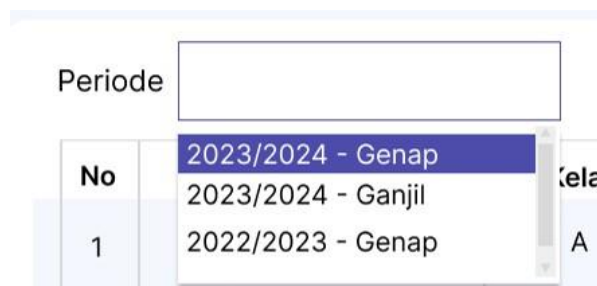 Periode
2023/2024 - Genap
No
2023/2024 - Ganjil
1
2022/2023 - Genap
A